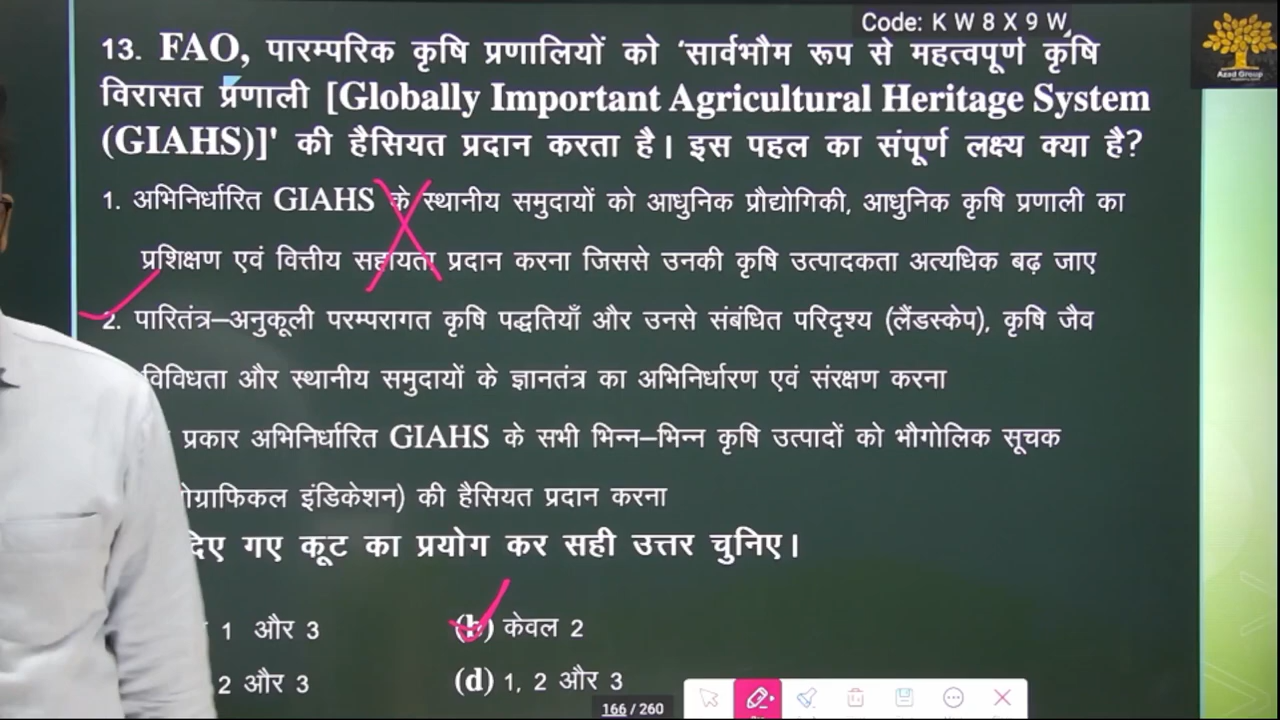 Code: K W 8 X 9 W
Azad Group
13. FAO, पारम्परिक कृषि प्रणालियों को 'सार्वभौम रूप से महत्वपूर्ण कृषि
विरासत प्रणाली [Globally Important Agricultural Heritage System
(GIAHS)]' की हैसियत प्रदान करता है। इस पहल का संपूर्ण लक्ष्य क्या है?
1. अभिनिर्धारित GIAHS के स्थानीय समुदायों को आधुनिक प्रौद्योगिकी, आधुनिक कृषि प्रणाली का
प्रशिक्षण एवं वित्तीय सहायता प्रदान करना जिससे उनकी कृषि उत्पादकता अत्यधिक बढ़ जाए
2. पारितंत्र–अनुकूली परम्परागत कृषि पद्धतियाँ और उनसे संबंधित परिदृश्य (लैंडस्केप), कृषि जैव
विविधता और स्थानीय समुदायों के ज्ञानतंत्र का अभिनिर्धारण एवं संरक्षण करना
प्रकार अभिनिर्धारित GIAHS के सभी भिन्न–भिन्न कृषि उत्पादों को भौगोलिक सूचक
इंडिकेशन) की हैसियत प्रदान करना
दिए गए कूट का प्रयोग कर सही उत्तर चुनिए।
1 और 3 (b) केवल 2
2 और 3 (d) 1, 2 और 3
166 / 260